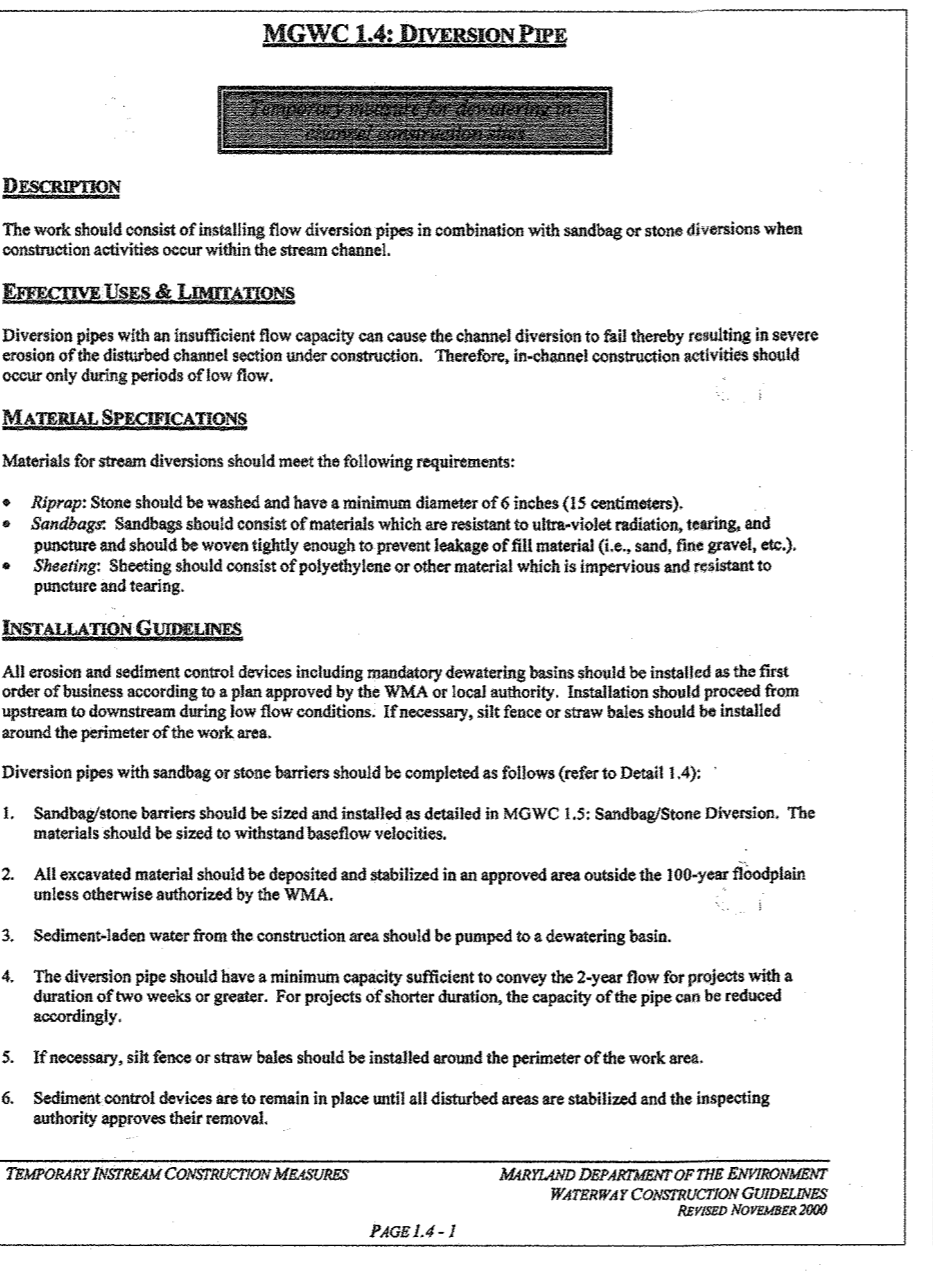 MGWC 1.4: DIVERSION PIPE
Temporary measure for dewatering in-
channel construction sites
DESCRIPTION
The work should consist of installing flow diversion pipes in combination with sandbag or stone diversions when
construction activities occur within the stream channel.
EFFECTIVE USES & LIMITATIONS
Diversion pipes with an insufficient flow capacity can cause the channel diversion to fail thereby resulting in severe
erosion of the disturbed channel section under construction. Therefore, in-channel construction activities should
occur only during periods of low flow.
MATERIAL SPECIFICATIONS
Materials for stream diversions should meet the following requirements:
• Riprap: Stone should be washed and have a minimum diameter of 6 inches (15 centimeters).
• Sandbags: Sandbags should consist of materials which are resistant to ultra-violet radiation, tearing, and
puncture and should be woven tightly enough to prevent leakage of fill material (i.e., sand, fine gravel, etc.).
• Sheeting: Sheeting should consist of polyethylene or other material which is impervious and resistant to
puncture and tearing.
INSTALLATION GUIDELINES
All erosion and sediment control devices including mandatory dewatering basins should be installed as the first
order of business according to a plan approved by the WMA or local authority. Installation should proceed from
upstream to downstream during low flow conditions. If necessary, silt fence or straw bales should be installed
around the perimeter of the work area.
Diversion pipes with sandbag or stone barriers should be completed as follows (refer to Detail 1.4):
1. Sandbag/stone barriers should be sized and installed as detailed in MGWC 1.5: Sandbag/Stone Diversion. The
materials should be sized to withstand baseflow velocities.
2. All excavated material should be deposited and stabilized in an approved area outside the 100-year floodplain
unless otherwise authorized by the WMA.
3. Sediment-laden water from the construction area should be pumped to a dewatering basin.
4. The diversion pipe should have a minimum capacity sufficient to convey the 2-year flow for projects with a
duration of two weeks or greater. For projects of shorter duration, the capacity of the pipe can be reduced
accordingly.
5. If necessary, silt fence or straw bales should be installed around the perimeter of the work area.
6. Sediment control devices are to remain in place until all disturbed areas are stabilized and the inspecting
authority approves their removal.
TEMPORARY INSTREAM CONSTRUCTION MEASURES
MARYLAND DEPARTMENT OF THE ENVIRONMENT
WATERWAY CONSTRUCTION GUIDELINES
REVISED NOVEMBER 2000
PAGE 1.4 - 1